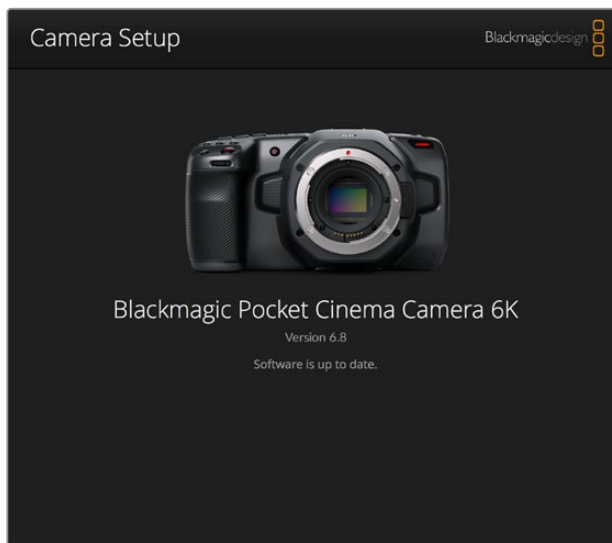 Camera Setup
Blackmagicdesign
Blackmagic Pocket Cinema Camera 6K
Version 6.8
Software is up to date.